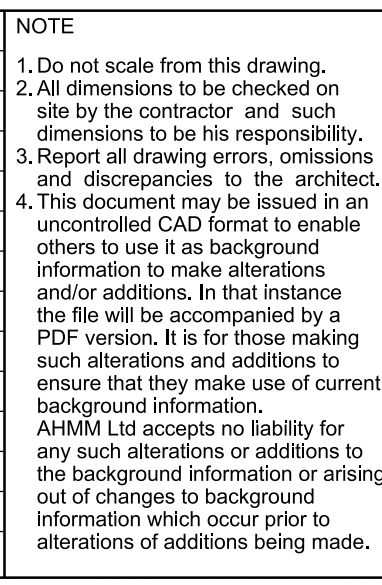 NOTE
1. Do not scale from this drawing.
2. All dimensions to be checked on
site by the contractor and such
dimensions to be his responsibility.
3. Report all drawing errors, omissions
and discrepancies to the architect.
4. This document may be issued in an
uncontrolled CAD format to enable
others to use it as background
information to make alterations
and/or additions. In that instance
the file will be accompanied by a
PDF version. It is for those making
such alterations and additions to
ensure that they make use of current
background information.
AHMM Ltd accepts no liability for
any such alterations or additions to
the background information or arising
out of changes to background
information which occur prior to
alterations of additions being made.